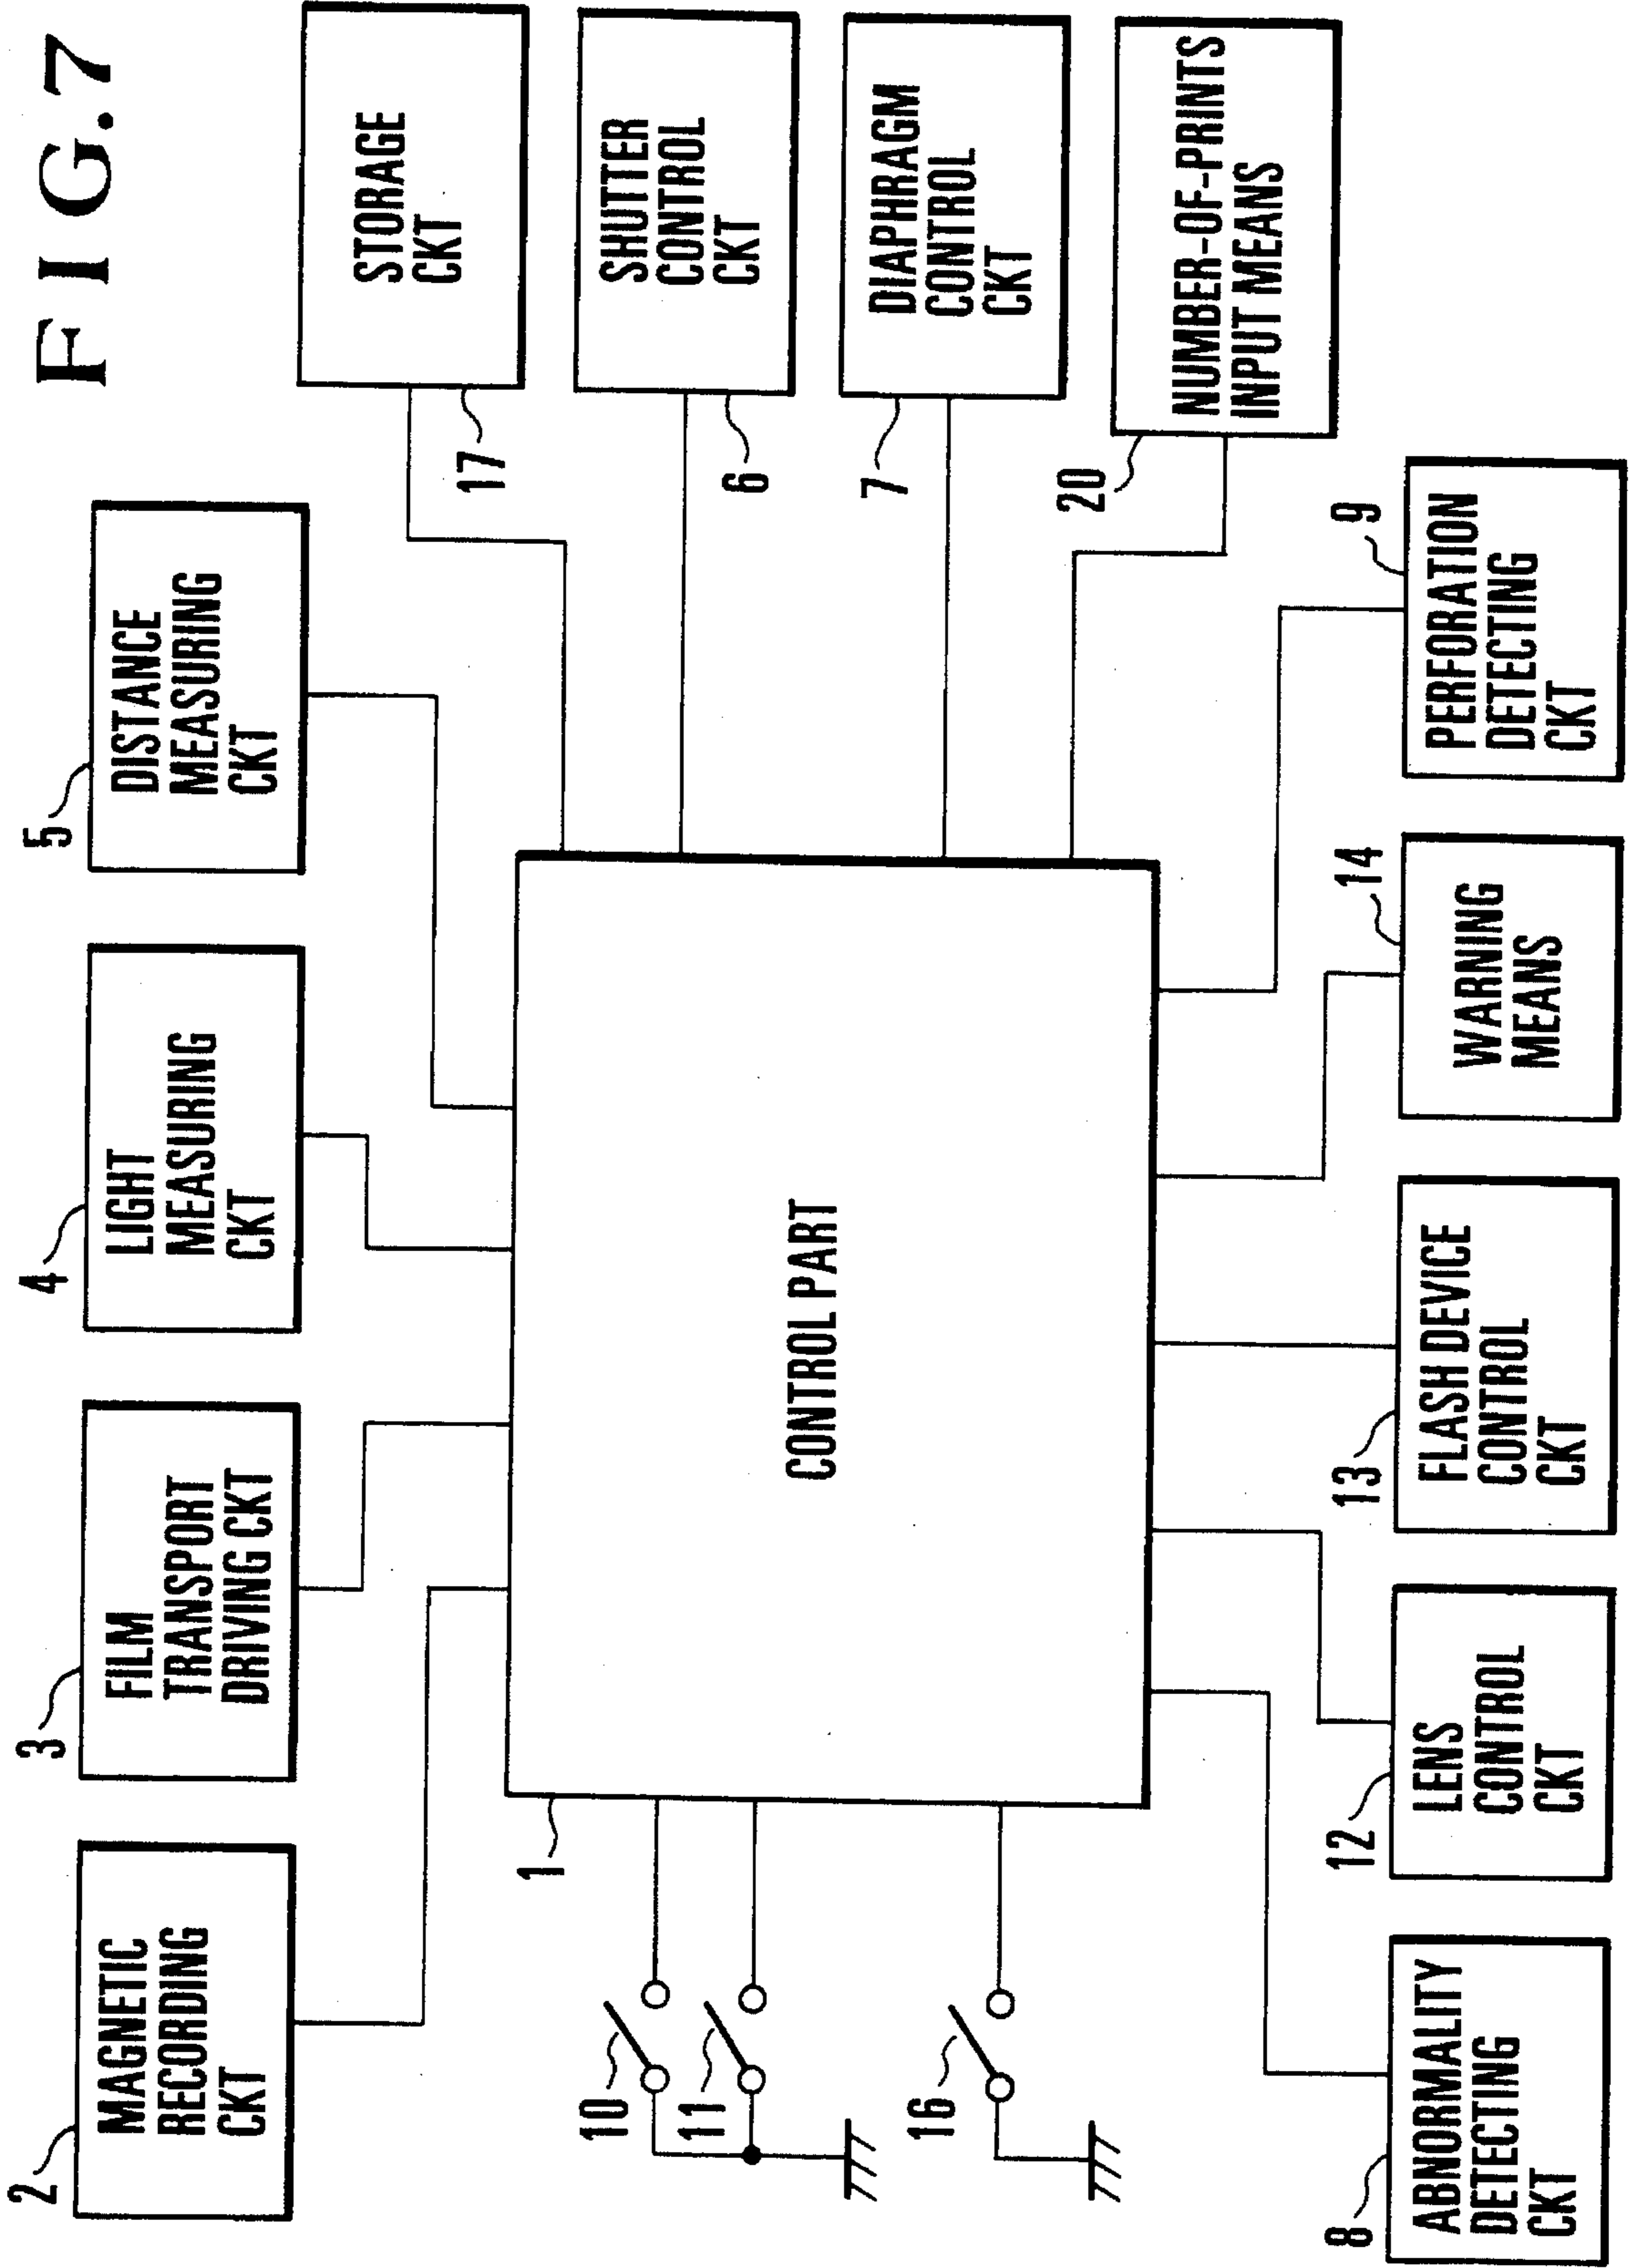 FIG.7
2
MAGNETIC
RECORDING
CKT
3
FILM
TRANSPORT
DRIVING CKT
4
LIGHT
MEASURING
CKT
5
DISTANCE
MEASURING
CKT
STORAGE
CKT
17
SHUTTER
CONTROL
CKT
6
DIAPHRAGM
CONTROL
CKT
7
NUMBER-OF-PRINTS
INPUT MEANS
20
1
CONTROL PART
10
11
16
8
ABNORMALITY
DETECTING
CKT
12
LENS
CONTROL
CKT
13
FLASH DEVICE
CONTROL
CKT
14
WARNING
MEANS
9
PERFORATION
DETECTING
CKT